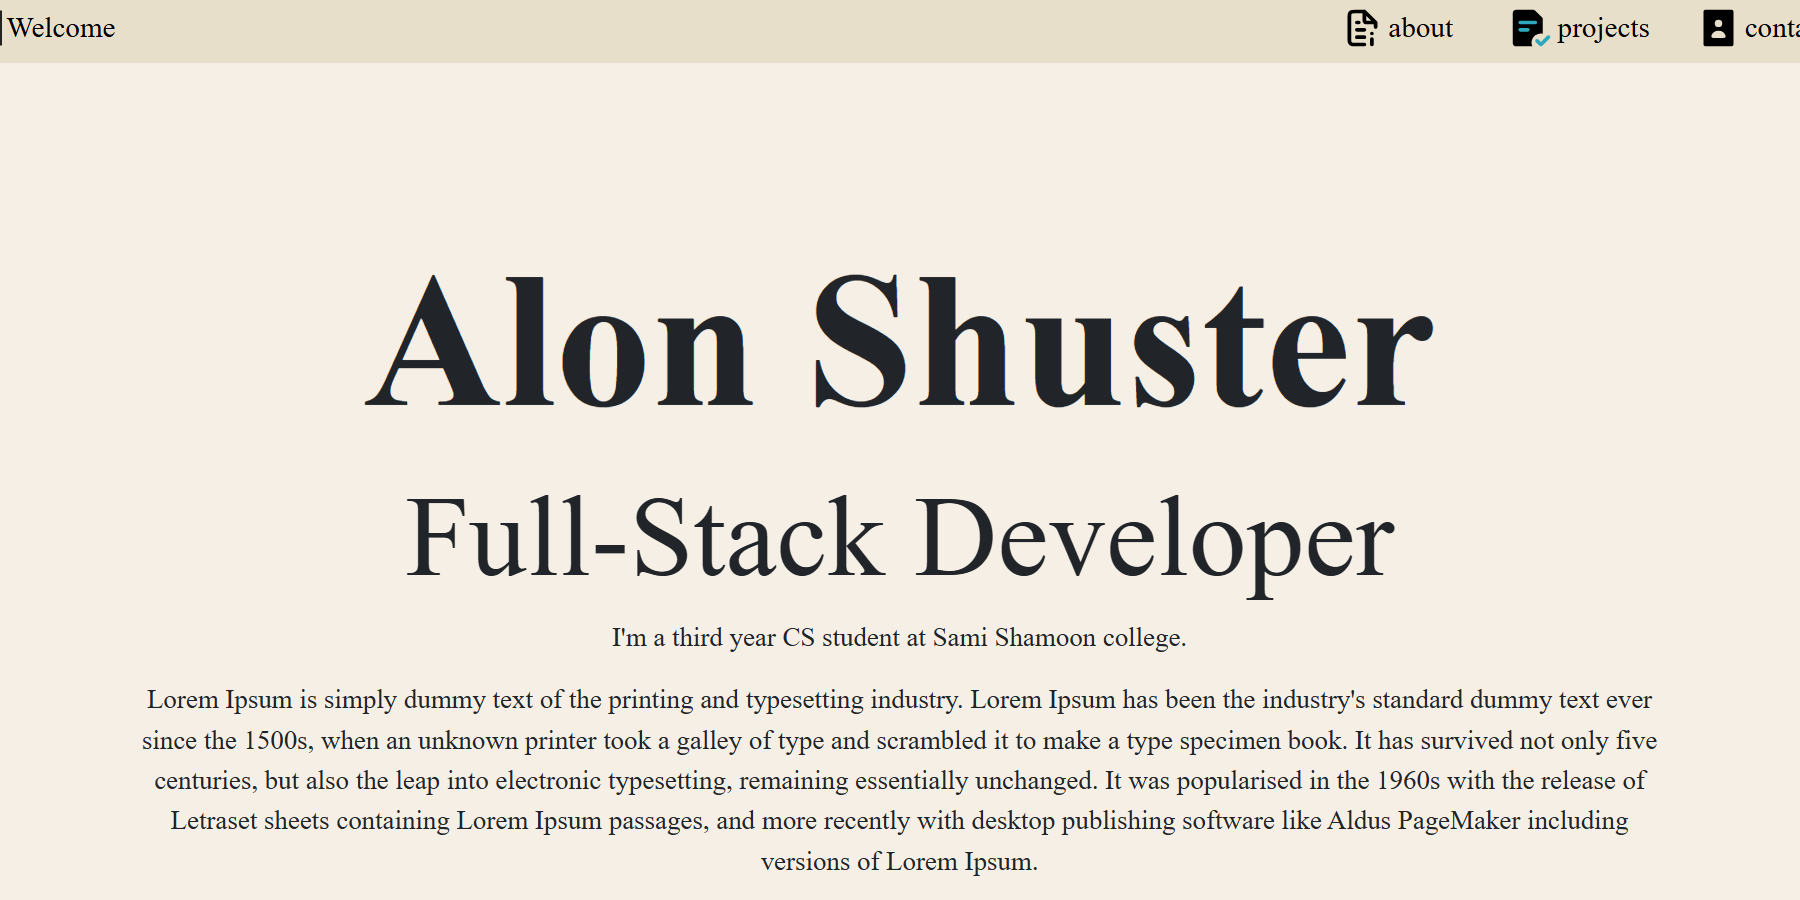 Welcome
about
projects
Alon Shuster
Full-Stack Developer
I'm a third year CS student at Sami Shamoon college.
Lorem Ipsum is simply dummy text of the printing and typesetting industry. Lorem Ipsum has been the industry's standard dummy text ever
since the 1500s, when an unknown printer took a galley of type and scrambled it to make a type specimen book. It has survived not only five
centuries, but also the leap into electronic typesetting, remaining essentially unchanged. It was popularised in the 1960s with the release of
Letraset sheets containing Lorem Ipsum passages, and more recently with desktop publishing software like Aldus PageMaker including
versions of Lorem Ipsum.